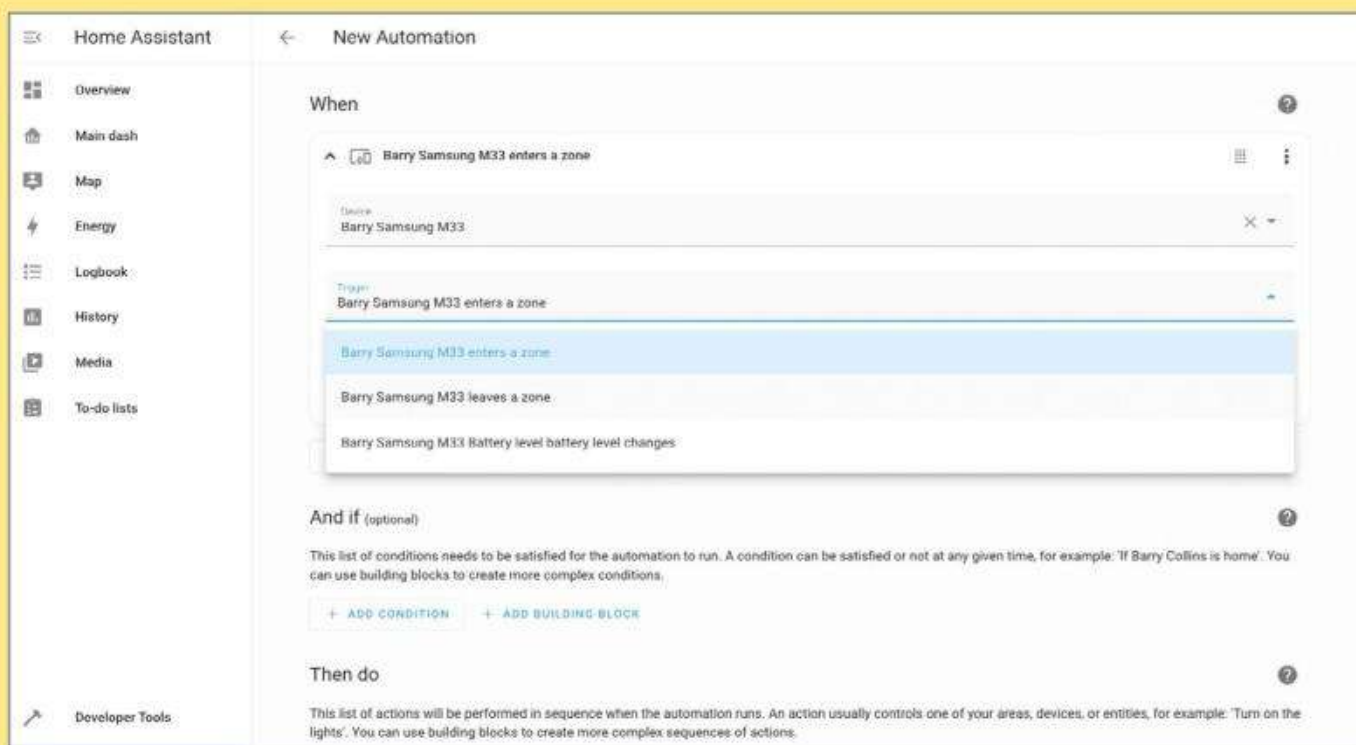 Home Assistant
New Automation
Overview
Main dash
Map
Energy
Logbook
History
Media
To-do lists
Developer Tools
When
Barry Samsung M33 enters a zone
Device
Barry Samsung M33
Trigger
Barry Samsung M33 enters a zone
Barry Samsung M33 enters a zone
Barry Samsung M33 leaves a zone
Barry Samsung M33 Battery level battery level changes
And if (optional)
This list of conditions needs to be satisfied for the automation to run. A condition can be satisfied or not at any given time, for example: 'If Barry Collins is home'. You
can use building blocks to create more complex conditions.
+ ADD CONDITION + ADD BUILDING BLOCK
Then do
This list of actions will be performed in sequence when the automation runs. An action usually controls one of your areas, devices, or entities, for example: 'Turn on the
lights'. You can use building blocks to create more complex sequences of actions.